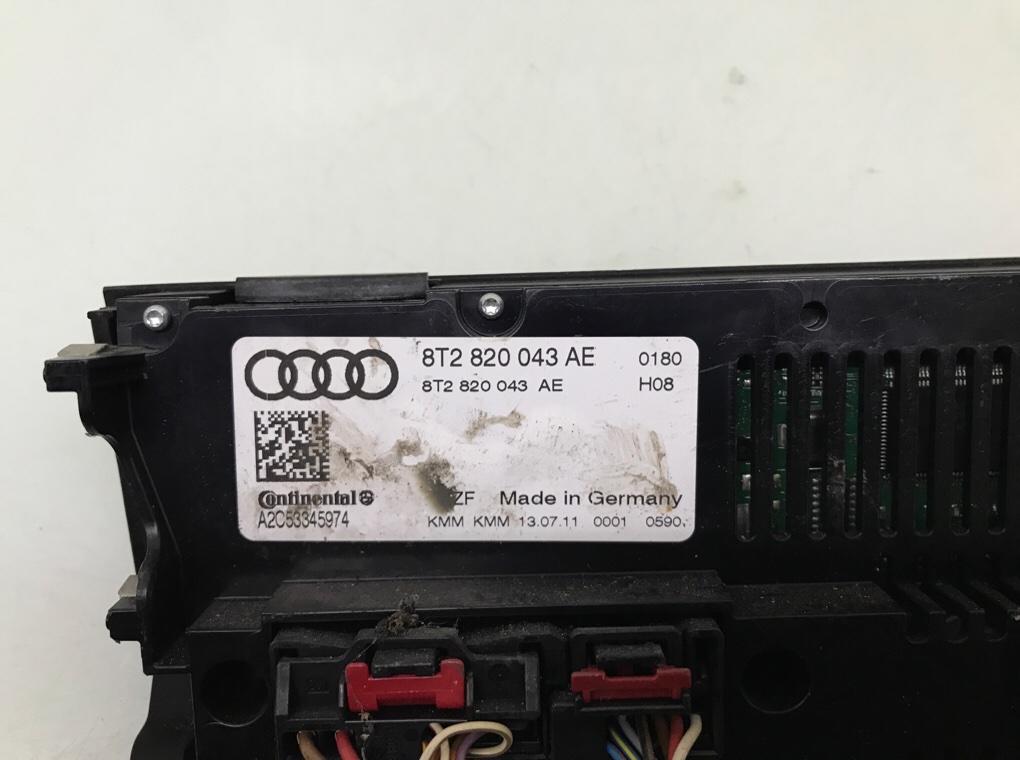 8T2 820 043 AE 0180
8T2 820 043 AE H08
Continental
ZF Made in Germany
A2C53345974
KMM KMM 13.07.11 0001 0590